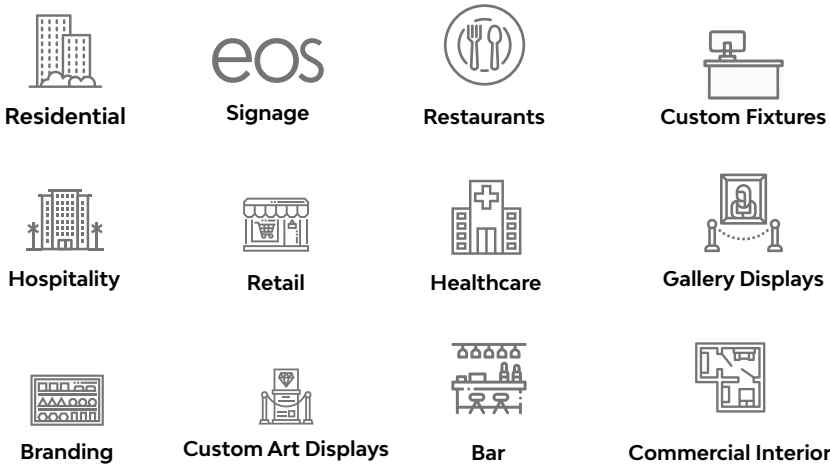 eos
Residential
Signage
Restaurants
Custom Fixtures
Hospitality
Retail
Healthcare
Gallery Displays
Branding
Custom Art Displays
Bar
Commercial Interior